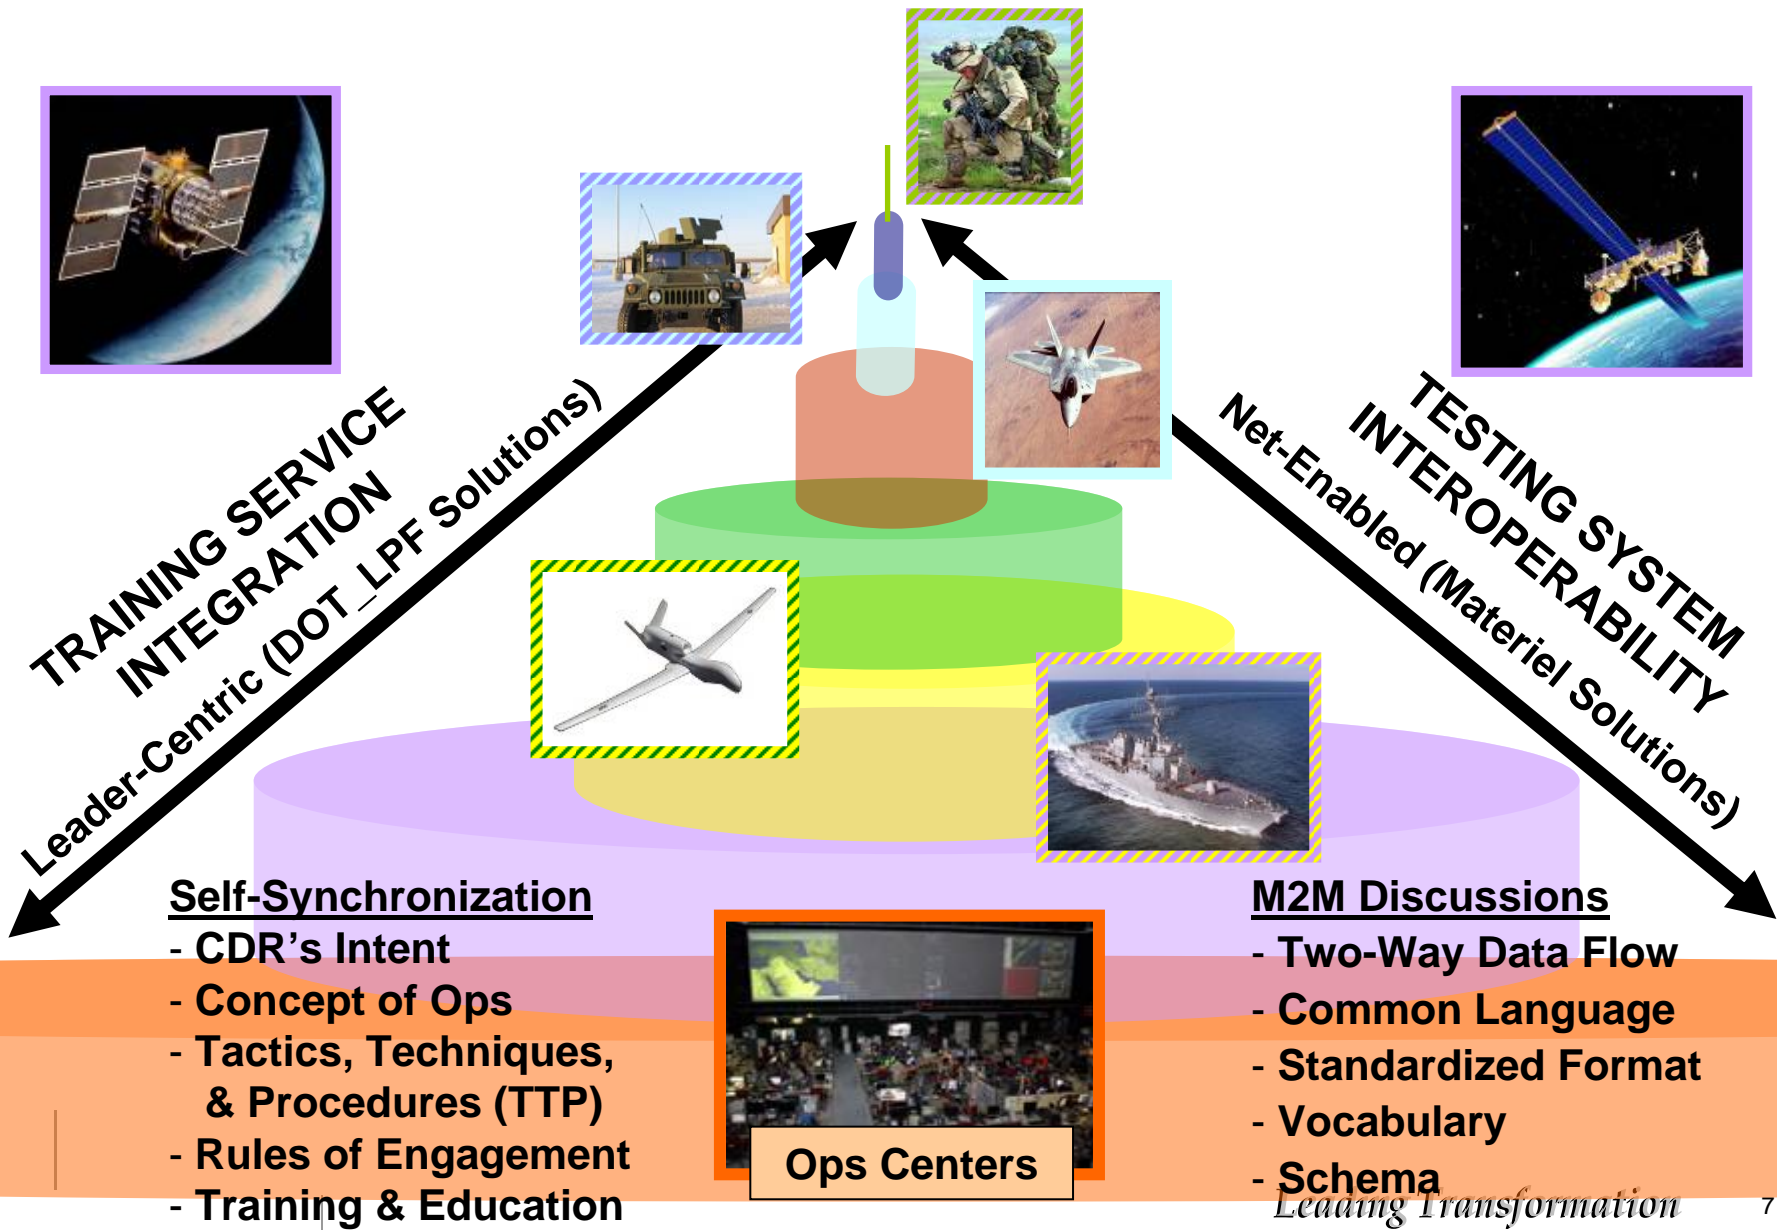 TRAINING SERVICE
INTEGRATION
Leader-Centric (DOT_LPF Solutions)
TESTING SYSTEM
INTEROPERABILITY
Net-Enabled (Materiel Solutions)
Self-Synchronization
- CDR’s Intent
- Concept of Ops
- Tactics, Techniques,
& Procedures (TTP)
- Rules of Engagement
- Training & Education
Ops Centers
M2M Discussions
- Two-Way Data Flow
- Common Language
- Standardized Format
- Vocabulary
- Schema
Leading Transformation
7